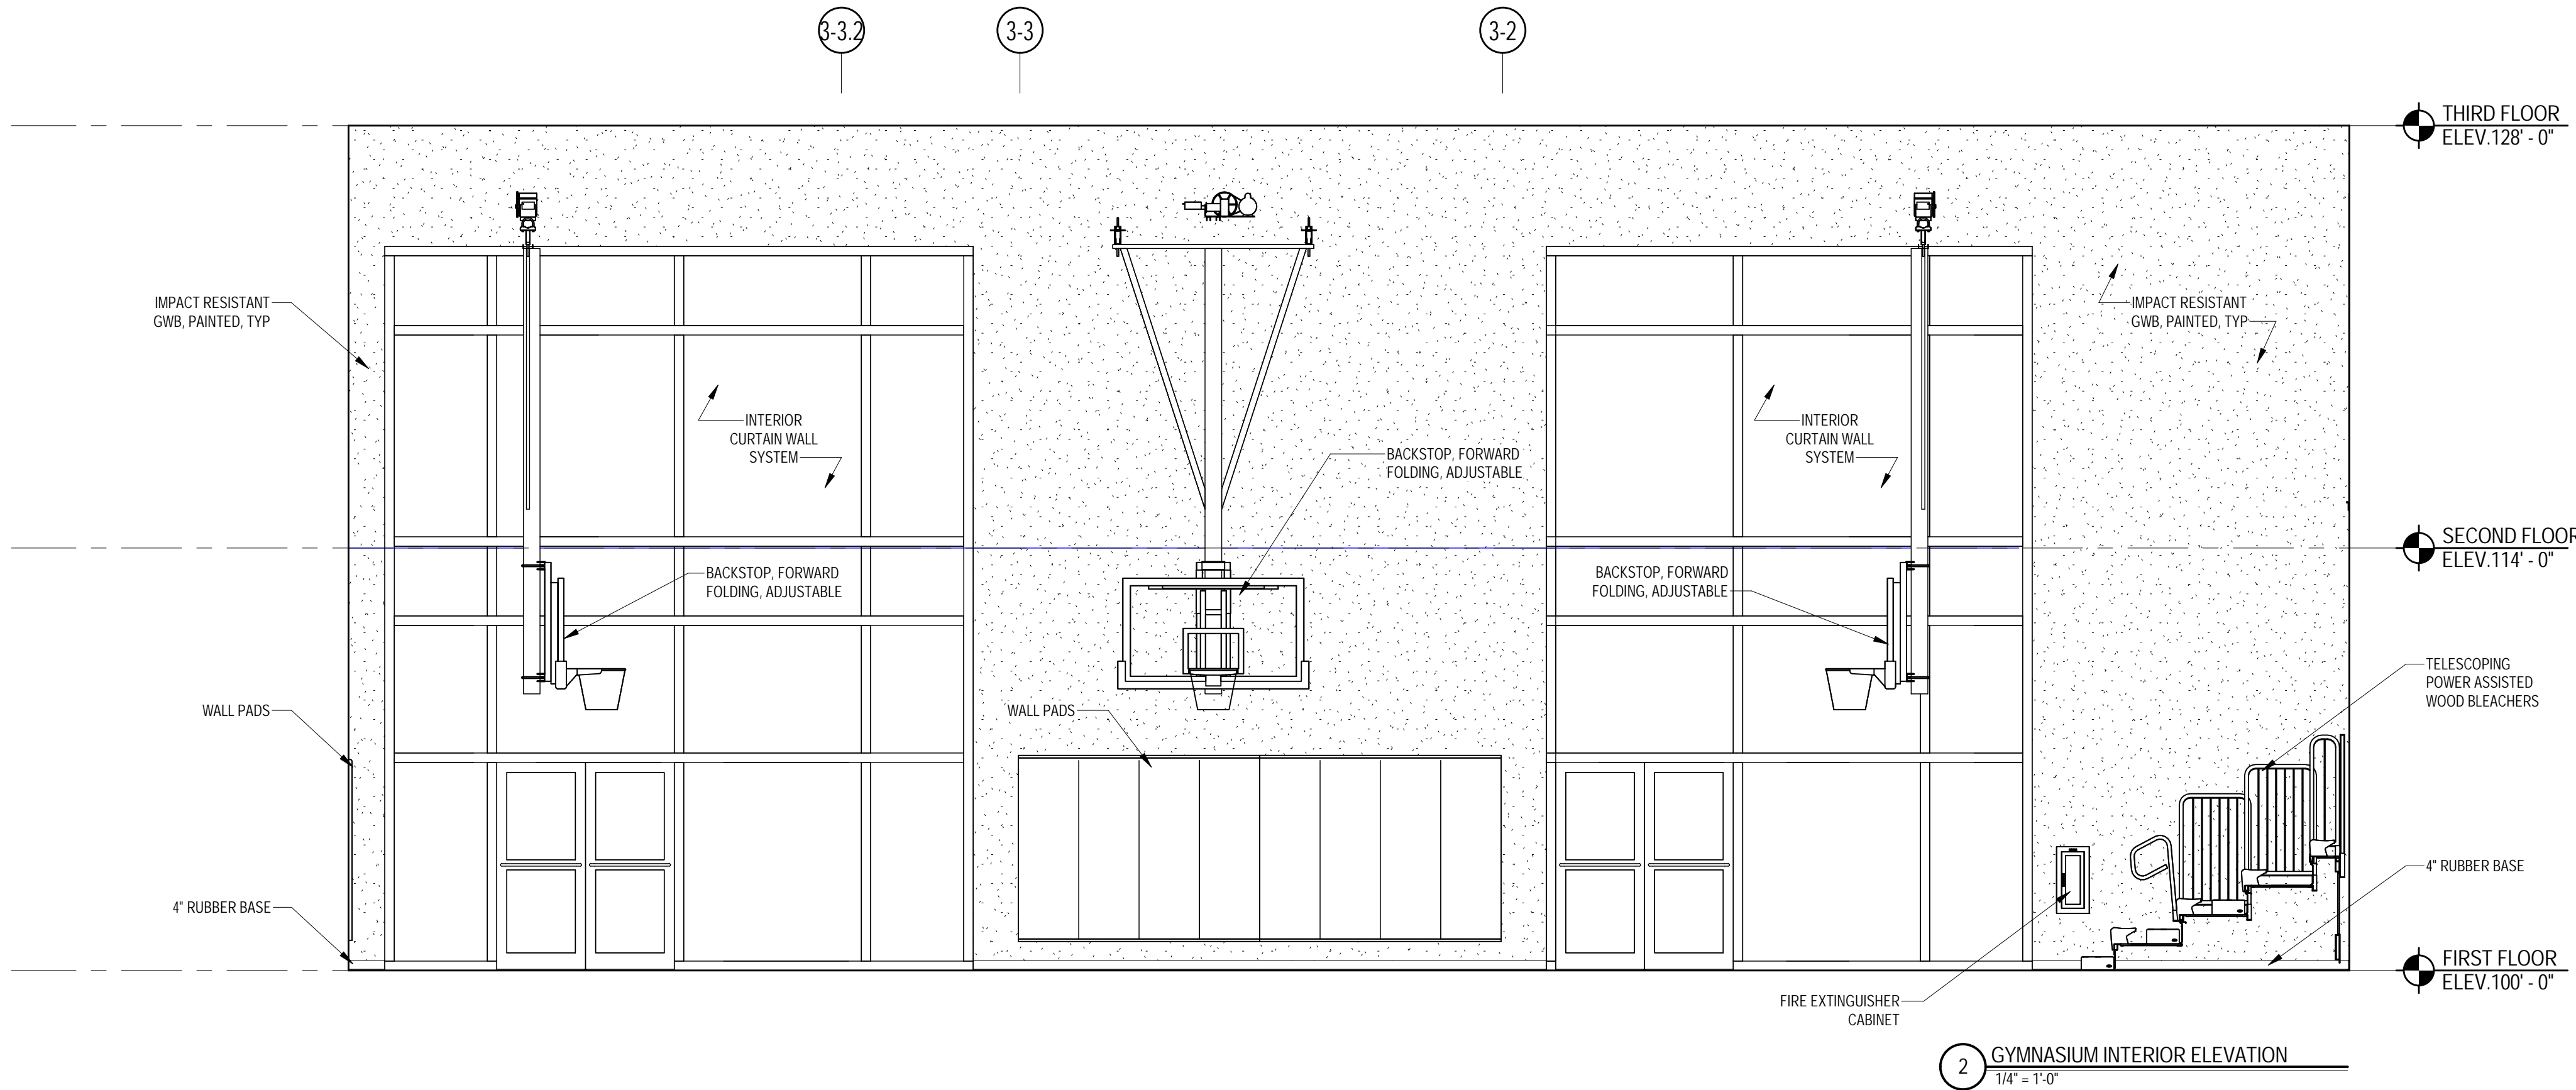 3-3.2
3-3
3-2
THIRD FLOOR
ELEV.128' - 0"
IMPACT RESISTANT
GWB, PAINTED, TYP
IMPACT RESISTANT
GWB, PAINTED, TYP
INTERIOR
CURTAIN WALL
SYSTEM
INTERIOR
CURTAIN WALL
SYSTEM
BACKSTOP, FORWARD
FOLDING, ADJUSTABLE
SECOND FLOOR
ELEV.114' - 0"
BACKSTOP, FORWARD
FOLDING, ADJUSTABLE
BACKSTOP, FORWARD
FOLDING, ADJUSTABLE
TELESCOPING
POWER ASSISTED
WOOD BLEACHERS
WALL PADS
WALL PADS
4" RUBBER BASE
4" RUBBER BASE
FIRST FLOOR
ELEV.100' - 0"
FIRE EXTINGUISHER
CABINET
2
GYMNASIUM INTERIOR ELEVATION
1/4" = 1'-0"